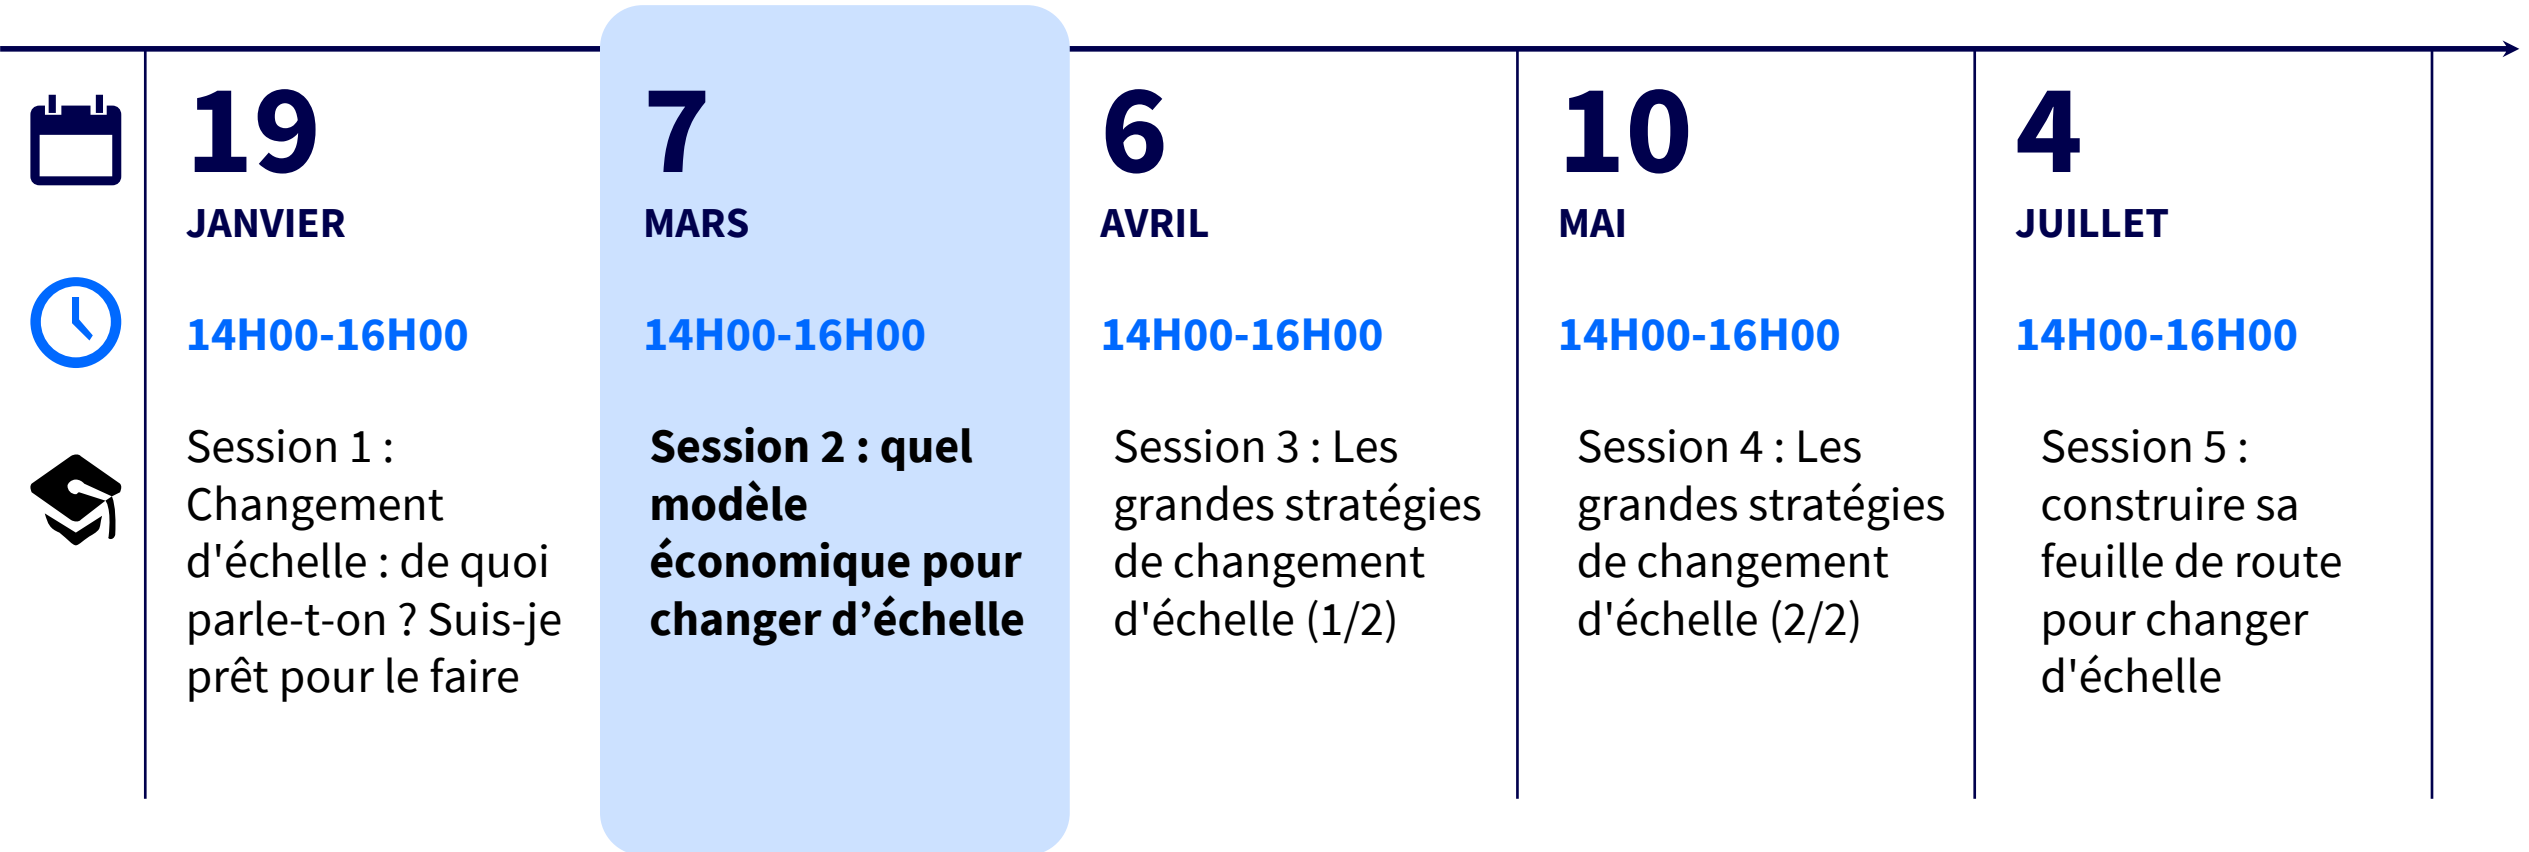 19
JANVIER
14H00-16H00
Session 1 :
Changement
d'échelle : de quoi
parle-t-on ? Suis-je
prêt pour le faire
7
MARS
14H00-16H00
Session 2 : quel
modèle
économique pour
changer d’échelle
6
AVRIL
14H00-16H00
Session 3 : Les
grandes stratégies
de changement
d'échelle (1/2)
10
MAI
14H00-16H00
Session 4 : Les
grandes stratégies
de changement
d'échelle (2/2)
4
JUILLET
14H00-16H00
Session 5 :
construire sa
feuille de route
pour changer
d'échelle